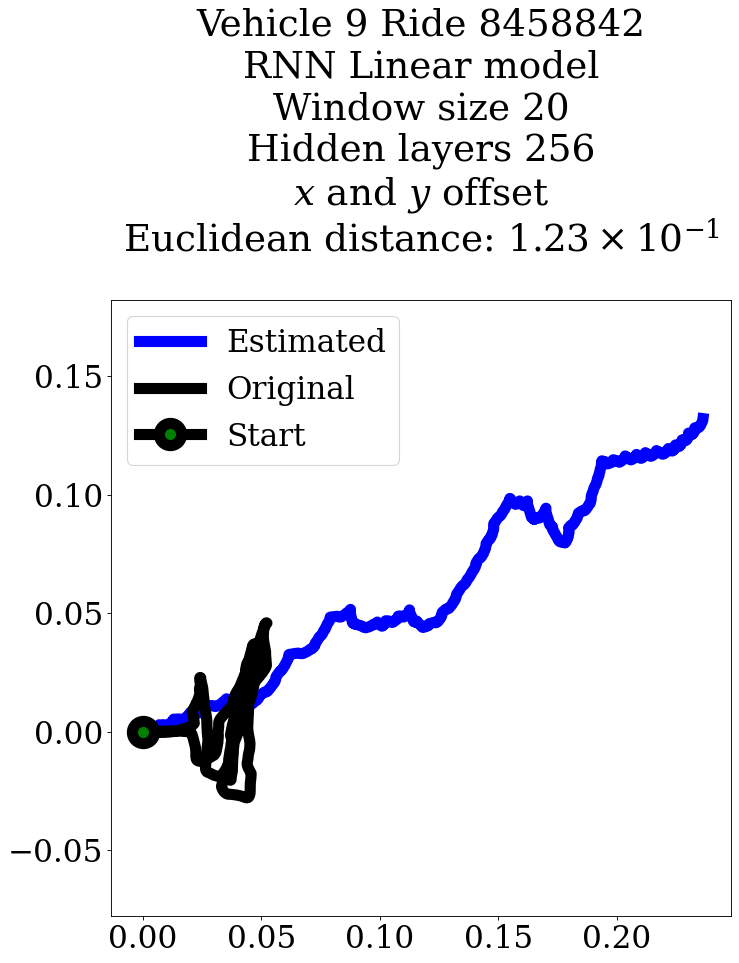 Vehicle 9 Ride 8458842
RNN Linear model
Window size 20
Hidden layers 256
x and y offset
Euclidean distance: 1.23 × 10⁻¹
Estimated
Original
Start
0.15
0.10
0.05
0.00
−0.05
0.00 0.05 0.10 0.15 0.20